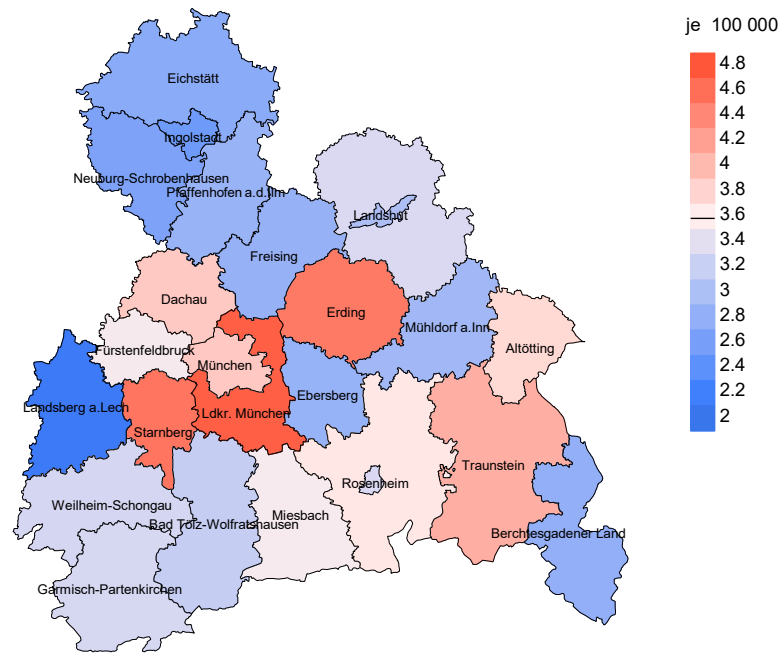 je 100 000
4.8
4.6
4.4
4.2
4
3.8
3.6
3.4
3.2
3
2.8
2.6
2.4
2.2
2
Eichstätt
Ingolstadt
Neuburg-Schrobenhausen
Pfaffenhofen a.d.Ilm
Landshut
Freising
Dachau
Erding
Mühldorf a.Inn
Fürstenfeldbruck
München
Altötting
Ebersberg
Landsberg a.Lech
Ldkr. München
Starnberg
Traunstein
Rosenheim
Weilheim-Schongau
Miesbach
Bad Tölz-Wolfratshausen
Berchtesgadener Land
Garmisch-Partenkirchen